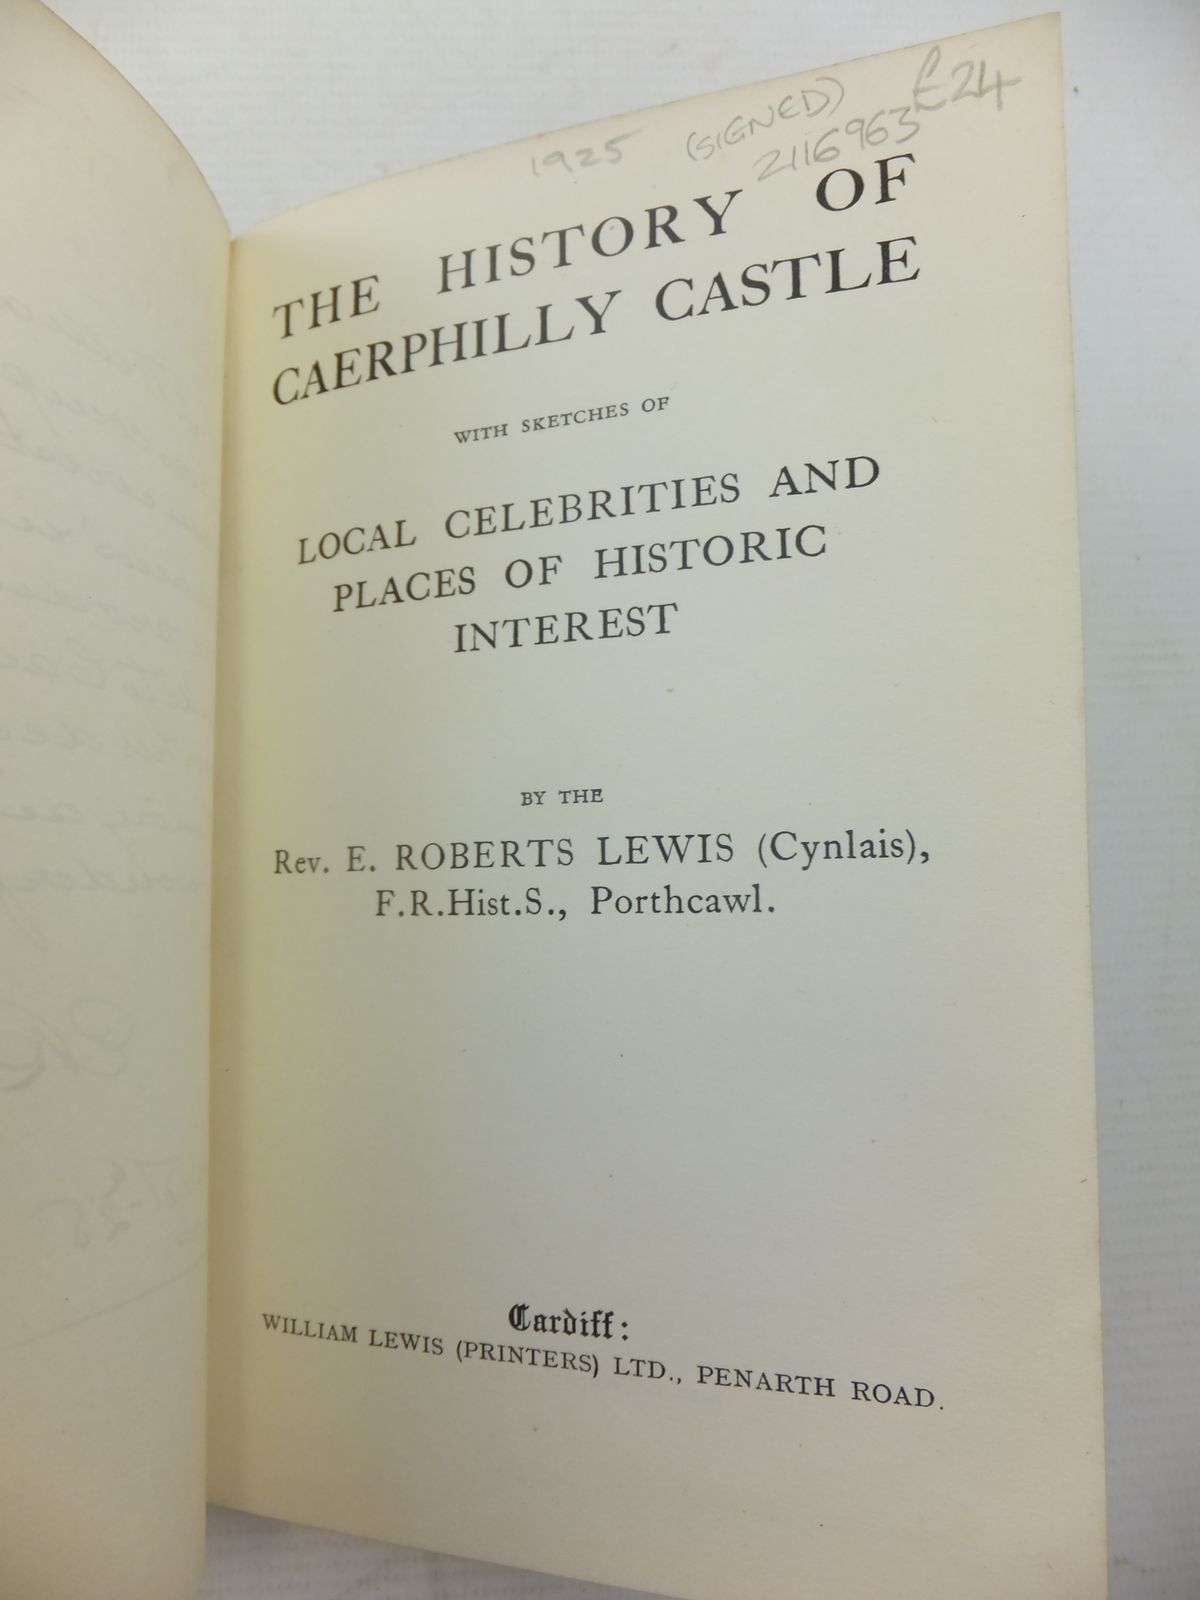 1925 (SIGNED) £24
2116963
THE HISTORY OF
CAERPHILLY CASTLE
WITH SKETCHES OF
LOCAL CELEBRITIES AND
PLACES OF HISTORIC
INTEREST
BY THE
Rev. E. ROBERTS LEWIS (Cynlais),
F.R.Hist.S., Porthcawl.
Cardiff:
WILLIAM LEWIS (PRINTERS) LTD., PENARTH ROAD.